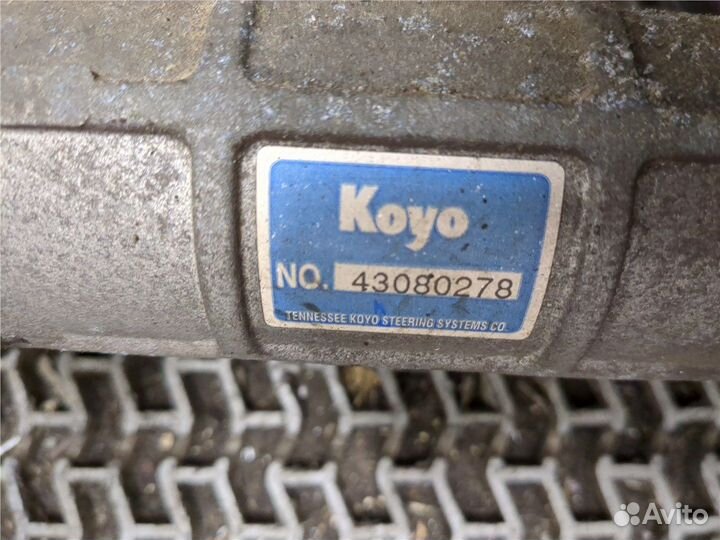 Koyo
NO. 43080278
TENNESSEE KOYO STEERING SYSTEMS CO
Avito